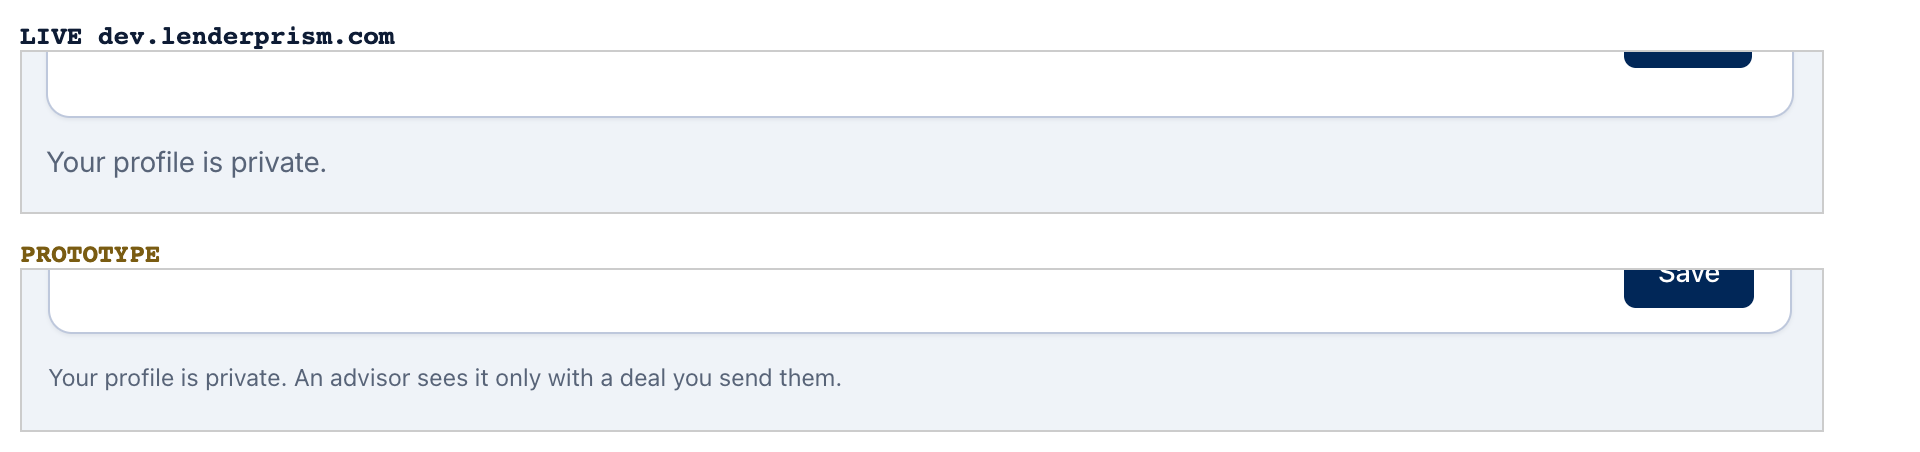 LIVE dev.lenderprism.com
Your profile is private.
PROTOTYPE
Save
Your profile is private. An advisor sees it only with a deal you send them.